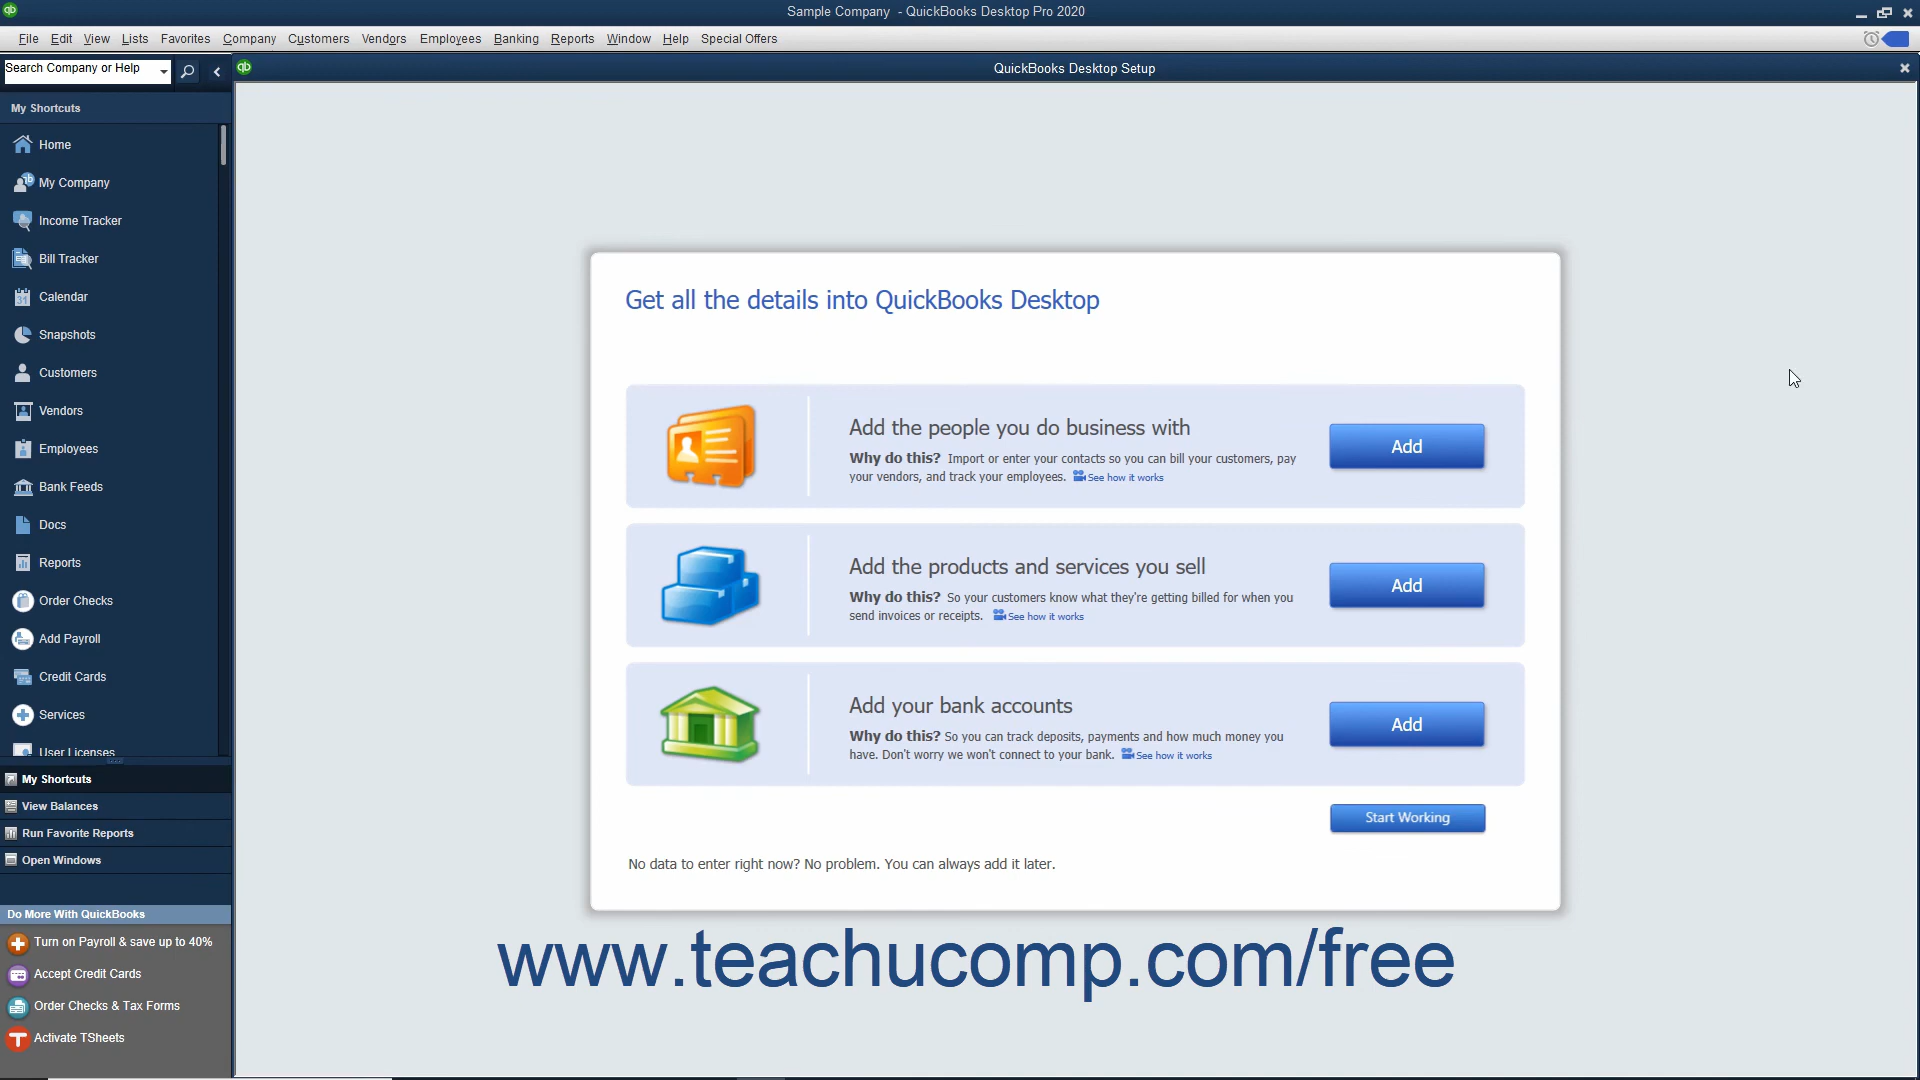 Sample Company - QuickBooks Desktop Pro 2020
File Edit View Lists Favorites Company Customers Vendors Employees Banking Reports Window Help Special Offers
Search Company or Help
QuickBooks Desktop Setup
My Shortcuts
Home
My Company
Income Tracker
Bill Tracker
Calendar
Snapshots
Customers
Vendors
Employees
Bank Feeds
Docs
Reports
Order Checks
Add Payroll
Credit Cards
Services
User Licenses
My Shortcuts
View Balances
Run Favorite Reports
Open Windows
Do More With QuickBooks
Turn on Payroll & save up to 40%
Accept Credit Cards
Order Checks & Tax Forms
Activate TSheets
Get all the details into QuickBooks Desktop
Add the people you do business with
Why do this? Import or enter your contacts so you can bill your customers, pay
your vendors, and track your employees. See how it works
Add
Add the products and services you sell
Why do this? So your customers know what they're getting billed for when you
send invoices or receipts. See how it works
Add
Add your bank accounts
Why do this? So you can track deposits, payments and how much money you
have. Don't worry we won't connect to your bank. See how it works
Add
Start Working
No data to enter right now? No problem. You can always add it later.
www.teachucomp.com/free